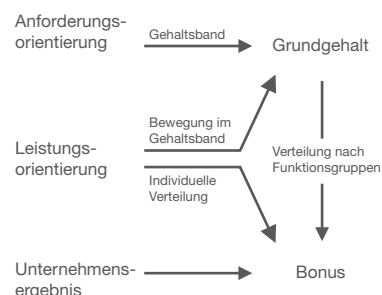 Anforderungs-
orientierung
Gehaltsband
Grundgehalt
Bewegung im
Gehaltsband
Leistungs-
orientierung
Verteilung nach
Funktionsgruppen
Individuelle
Verteilung
Unternehmens-
ergebnis
Bonus